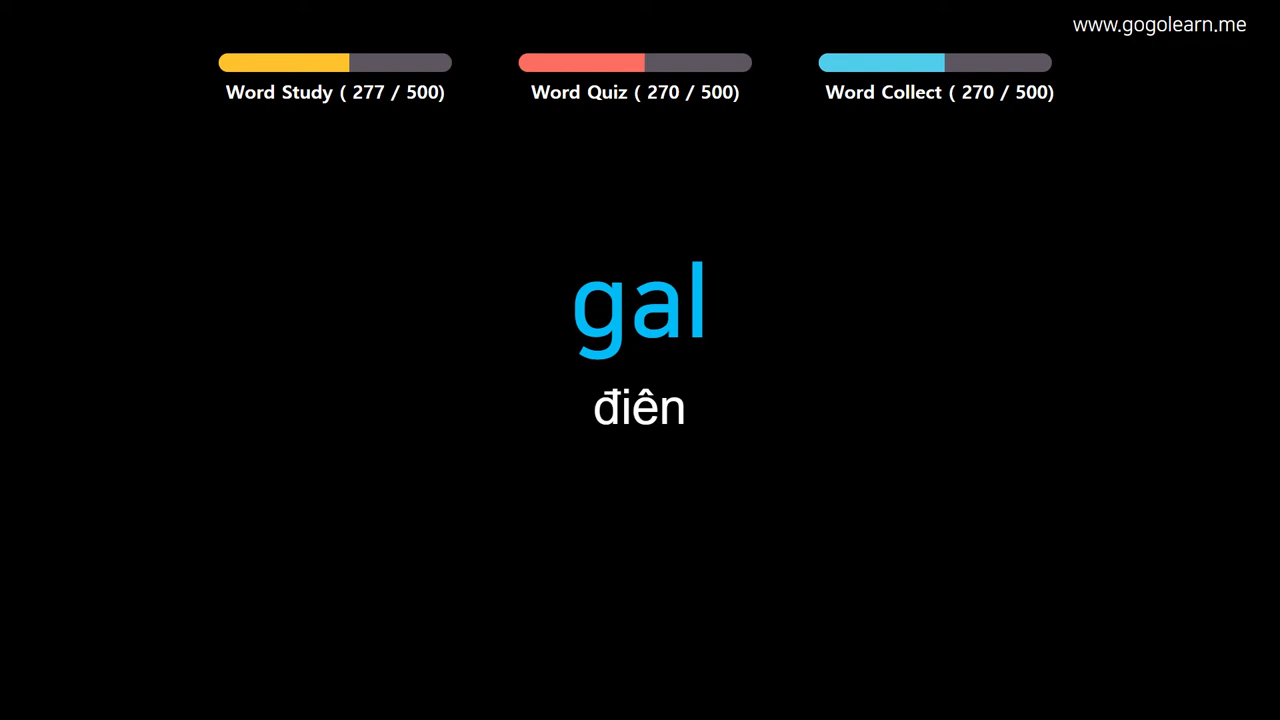 www.gogolearn.me
Word Study ( 277 / 500)
Word Quiz ( 270 / 500)
Word Collect ( 270 / 500)
gal
điên